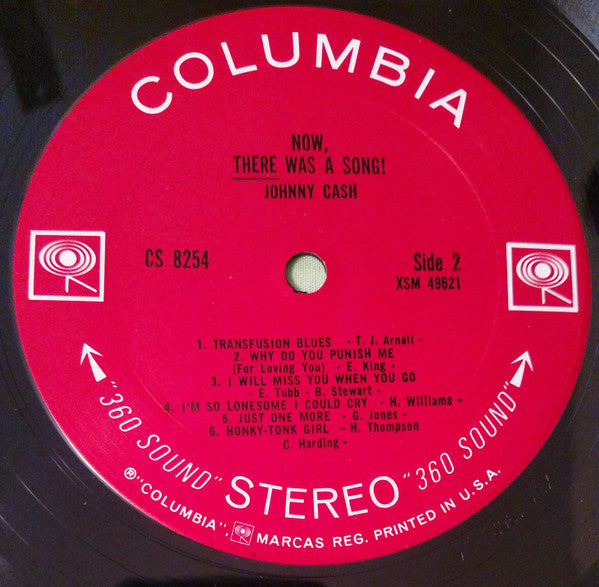 COLUMBIA
NOW,
THERE WAS A SONG!
JOHNNY CASH
CS 8254
Side 2
XSM 49621
1. TRANSFUSION BLUES - T. J. Arnall -
2. WHY DO YOU PUNISH ME
(For Loving You) - E. King -
3. I WILL MISS YOU WHEN YOU GO
- E. Tubb - B. Stewart -
4. I'M SO LONESOME I COULD CRY - H. Williams -
5. JUST ONE MORE - G. Jones -
6. HONKY-TONK GIRL - H. Thompson
C. Harding -
"360 SOUND" STEREO "360 SOUND"
®"COLUMBIA", MARCAS REG. PRINTED IN U.S.A.